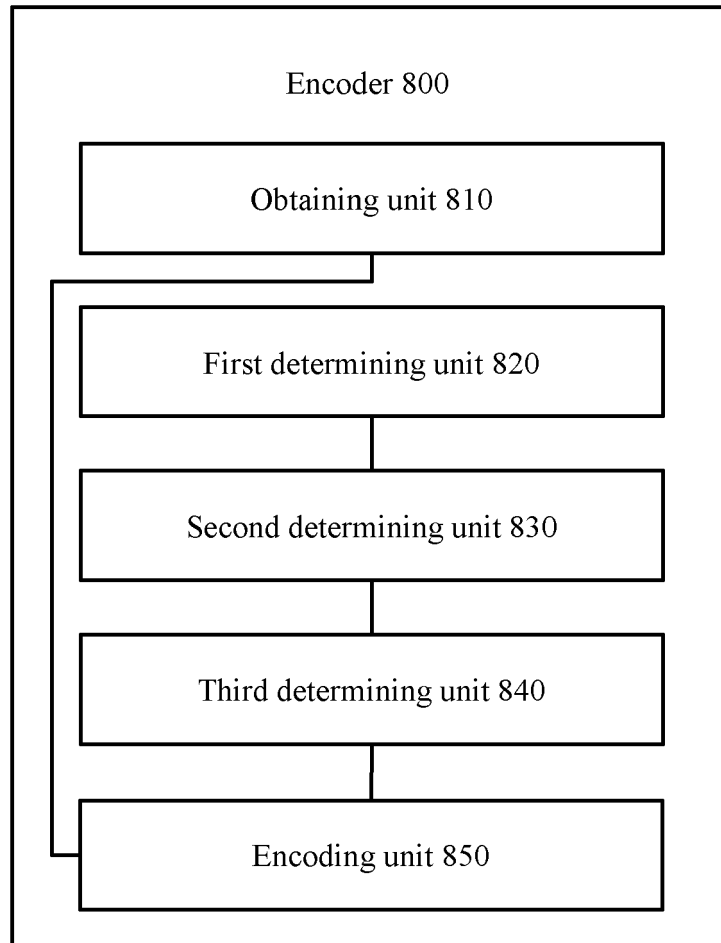 Encoder 800
Obtaining unit 810
First determining unit 820
Second determining unit 830
Third determining unit 840
Encoding unit 850